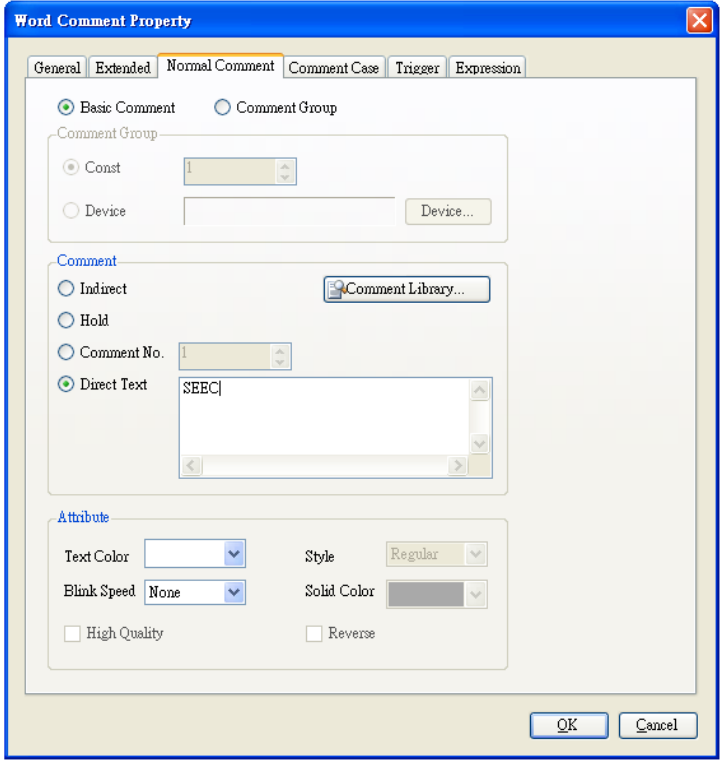 Word Comment Property
General Extended Normal Comment Comment Case Trigger Expression
Basic Comment Comment Group
Comment Group
Const 1
Device Device...
Comment
Indirect Comment Library...
Hold
Comment No. 1
Direct Text SEEC
Attribute
Text Color Style Regular
Blink Speed None Solid Color
High Quality Reverse
OK Cancel